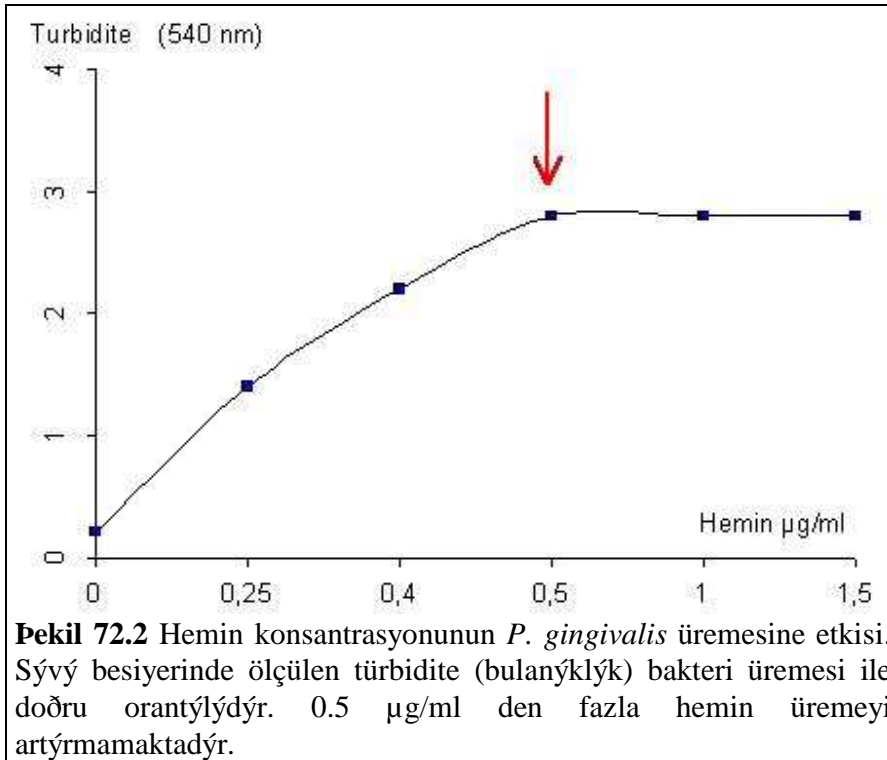 Turbidite (540 nm)
4
3
2
1
0
Hemin µg/ml
0 0,25 0,4 0,5 1 1,5
Þekil 72.2 Hemin konsantrasyonunun P. gingivalis üremesine etkisi.
Sývý besiyerinde ölçülen türbidite (bulanýklýk) bakteri üremesi ile
doðru orantýlýdýr. 0.5 µg/ml den fazla hemin üremeyi
artýrmamaktadýr.